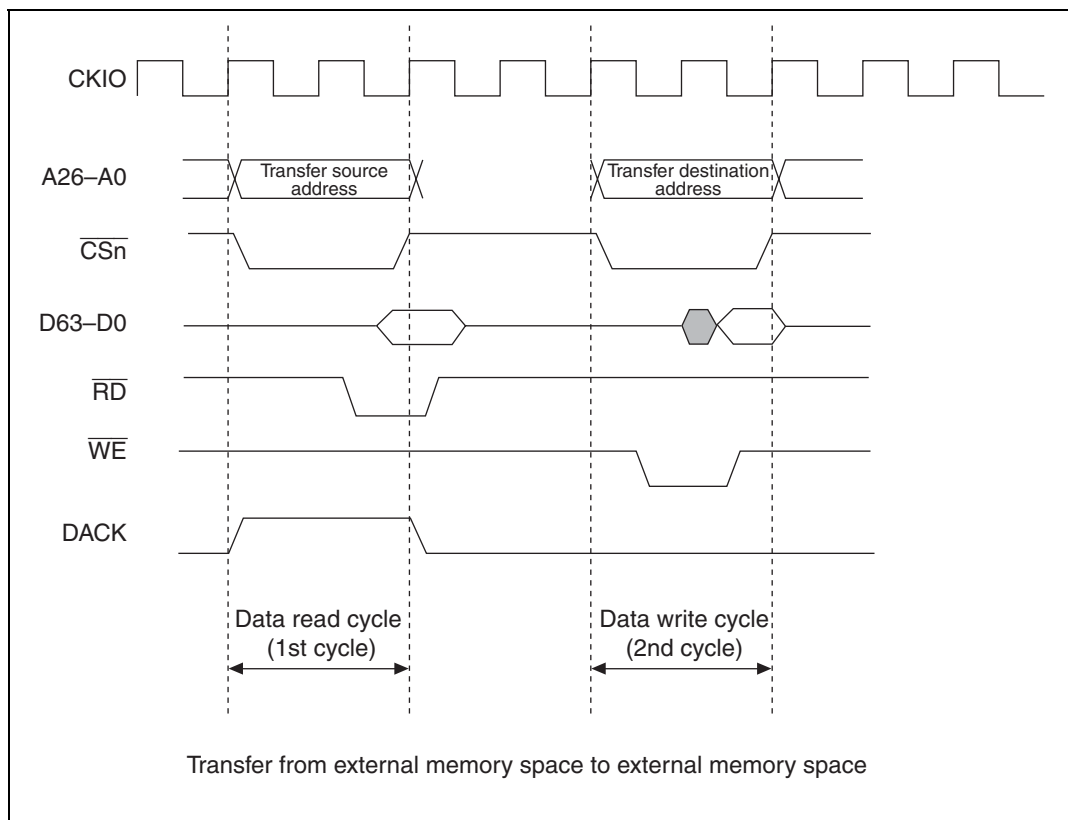 CKIO
A26–A0
Transfer source
address
Transfer destination
address
CSn
D63–D0
RD
WE
DACK
Data read cycle
(1st cycle)
Data write cycle
(2nd cycle)
Transfer from external memory space to external memory space